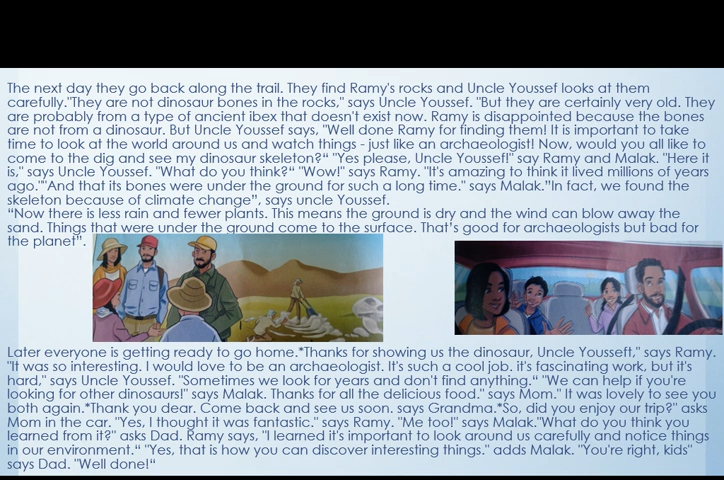 The next day they go back along the trail. They find Ramy's rocks and Uncle Youssef looks at them
carefully."They are not dinosaur bones in the rocks," says Uncle Youssef. "But they are certainly very old. They
are probably from a type of ancient ibex that doesn't exist now. Ramy is disappointed because the bones
are not from a dinosaur. But Uncle Youssef says, "Well done Ramy for finding them! It is important to take
time to look at the world around us and watch things - just like an archaeologist! Now, would you all like to
come to the dig and see my dinosaur skeleton?“ "Yes please, Uncle Youssef!" say Ramy and Malak. "Here it
is," says Uncle Youssef. "What do you think?“ "Wow!" says Ramy. "It's amazing to think it lived millions of years
ago.""And that its bones were under the ground for such a long time." says Malak."In fact, we found the
skeleton because of climate change”, says uncle Youssef.
“Now there is less rain and fewer plants. This means the ground is dry and the wind can blow away the
sand. Things that were under the ground come to the surface. That’s good for archaeologists but bad for
the planet”.
Later everyone is getting ready to go home.*Thanks for showing us the dinosaur, Uncle Yousseft," says Ramy.
"It was so interesting. I would love to be an archaeologist. It's such a cool job. it's fascinating work, but it's
hard," says Uncle Youssef. "Sometimes we look for years and don't find anything.“ "We can help if you're
looking for other dinosaurs!" says Malak. Thanks for all the delicious food." says Mom." It was lovely to see you
both again.*Thank you dear. Come back and see us soon. says Grandma.*So, did you enjoy our trip?" asks
Mom in the car. "Yes, I thought it was fantastic." says Ramy. "Me too!" says Malak."What do you think you
learned from it?" asks Dad. Ramy says, "I learned it's important to look around us carefully and notice things
in our environment.“ "Yes, that is how you can discover interesting things." adds Malak. "You're right, kids"
says Dad. "Well done!“